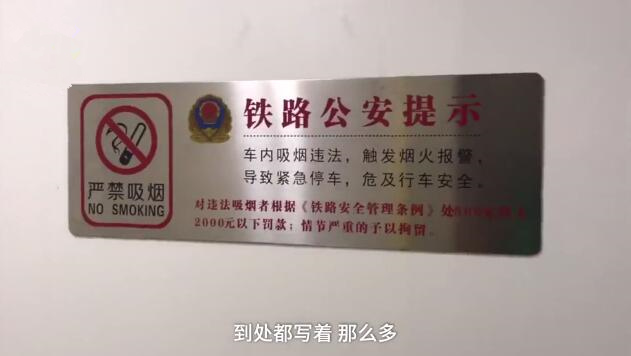 铁路公安提示
严禁吸烟
NO SMOKING
车内吸烟违法，触发烟火报警，
导致紧急停车，危及行车安全。
对违法吸烟者根据《铁路安全管理条例》处
2000元以下罚款；情节严重的予以拘留。
到处都写着 那么多